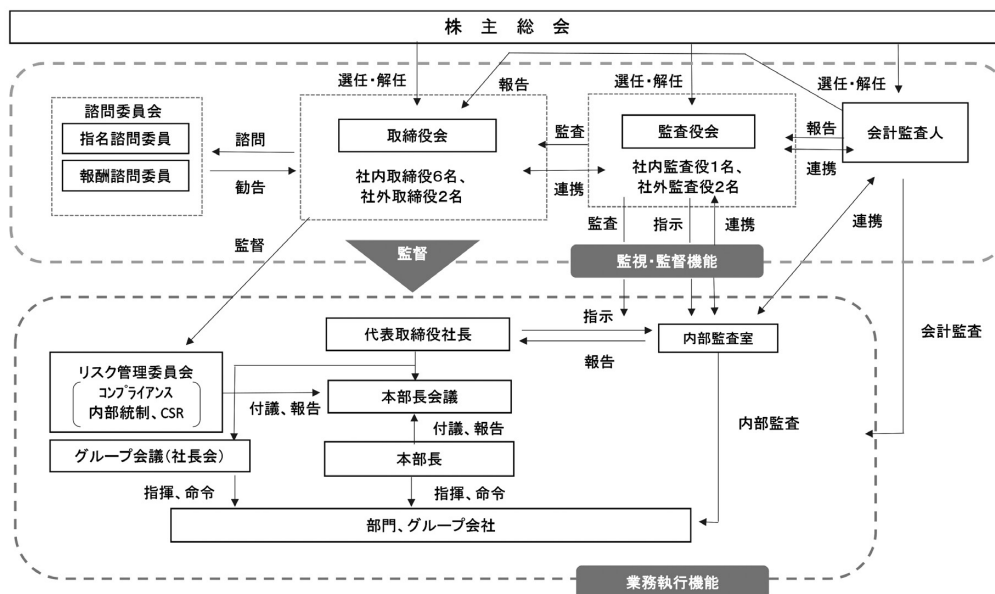 株 主 総 会
選任・解任
報告
選任・解任
選任・解任
諮問委員会
指名諮問委員
報酬諮問委員
諮問
勧告
取締役会
社内取締役6名、
社外取締役2名
監査
連携
監査役会
社内監査役1名、
社外監査役2名
報告
連携
会計監査人
監督
監督
監査
指示
連携
連携
監視・監督機能
代表取締役社長
指示
報告
内部監査室
会計監査
リスク管理委員会
コンプライアンス
内部統制、CSR
付議、報告
本部長会議
付議、報告
内部監査
グループ会議(社長会)
本部長
指揮、命令
指揮、命令
部門、グループ会社
業務執行機能